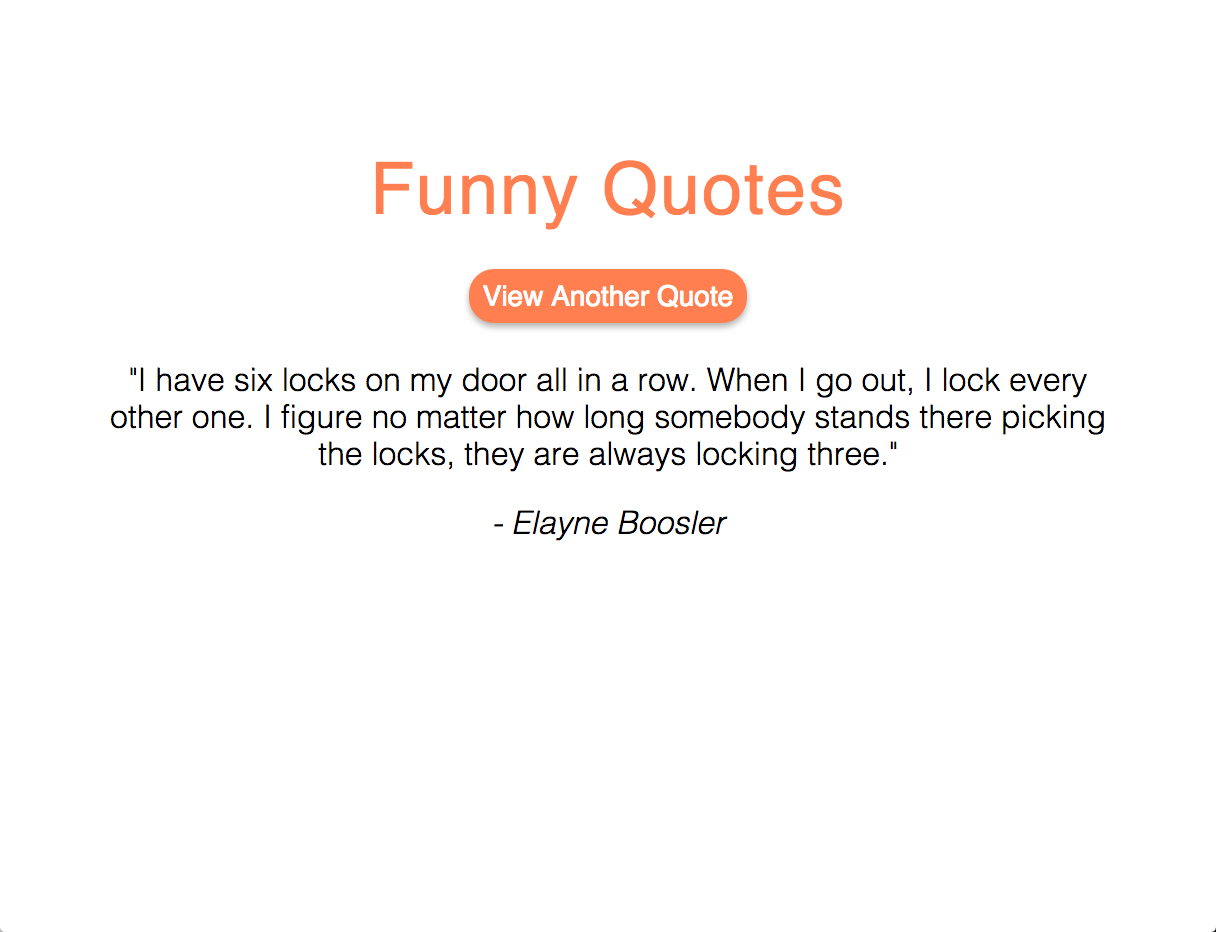 Funny Quotes
View Another Quote
"I have six locks on my door all in a row. When I go out, I lock every
other one. I figure no matter how long somebody stands there picking
the locks, they are always locking three."
- Elayne Boosler